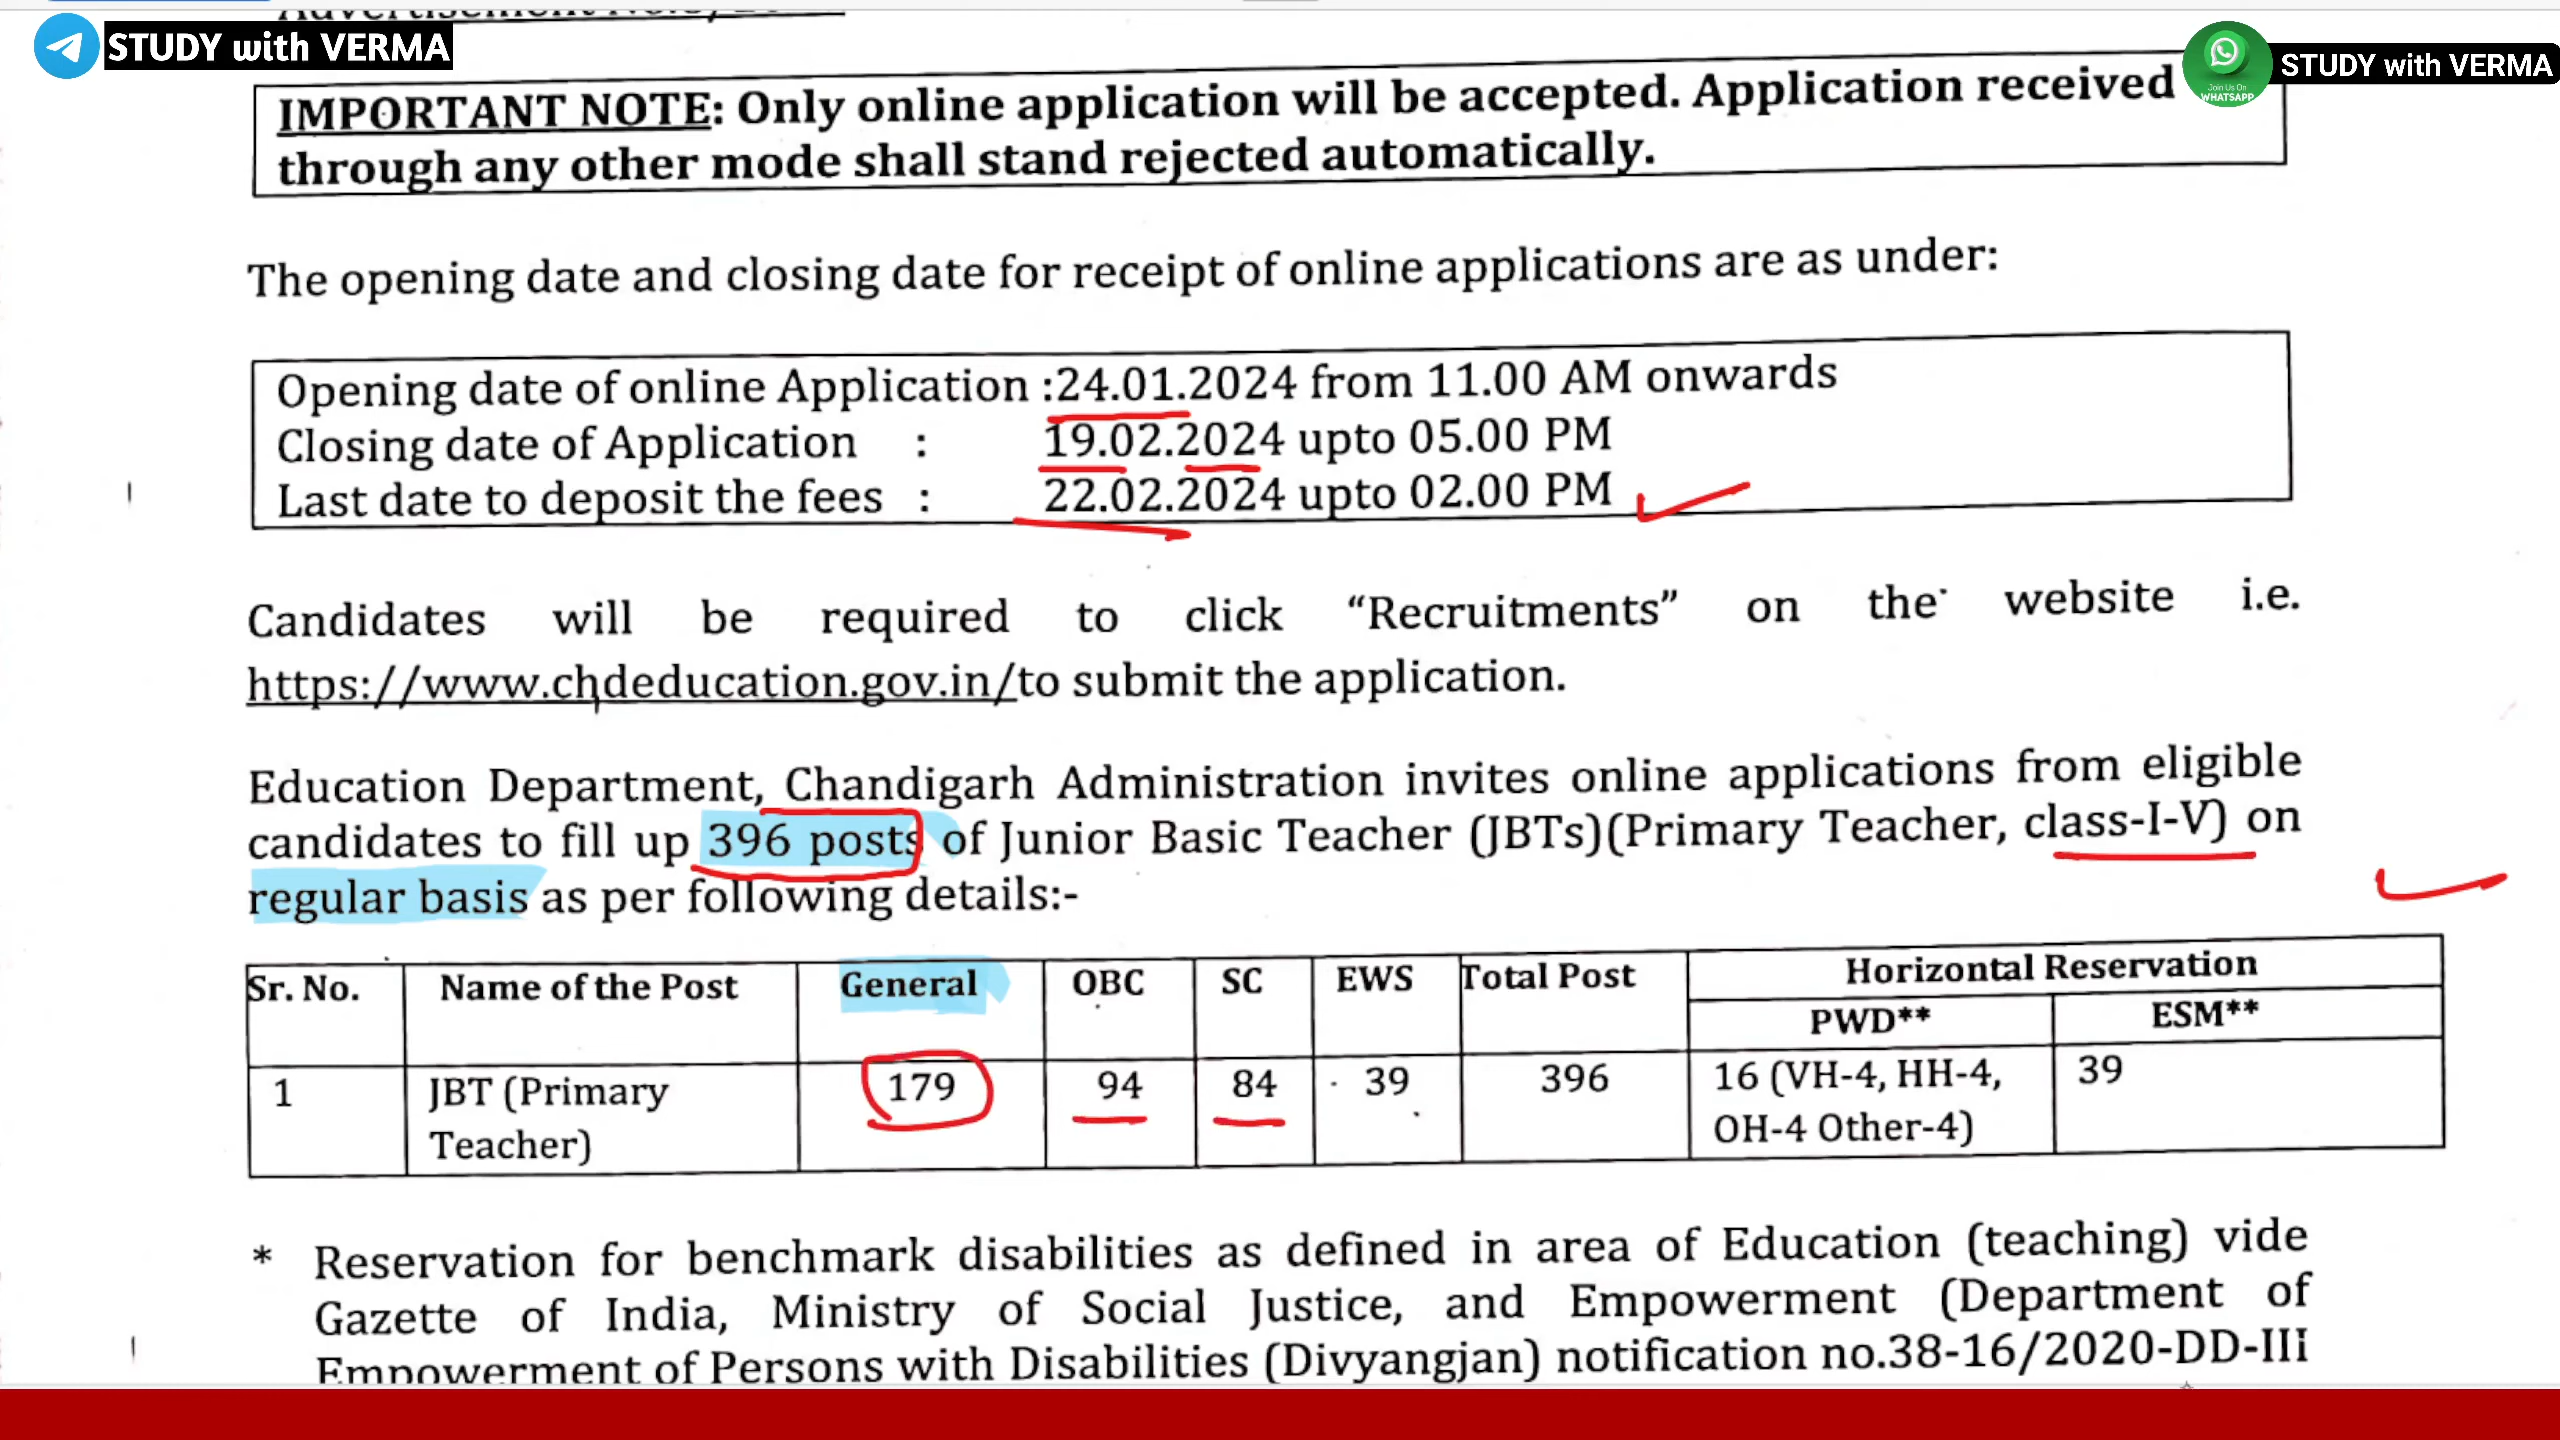 Advertisement No.
STUDY with VERMA
Join Us On
WHATSAPP
STUDY with VERMA
IMPORTANT NOTE: Only online application will be accepted. Application received
through any other mode shall stand rejected automatically.
The opening date and closing date for receipt of online applications are as under:
Opening date of online Application :24.01.2024 from 11.00 AM onwards
Closing date of Application : 19.02.2024 upto 05.00 PM
Last date to deposit the fees : 22.02.2024 upto 02.00 PM
Candidates will be required to click “Recruitments” on the website i.e.
https://www.chdeducation.gov.in/to submit the application.
Education Department, Chandigarh Administration invites online applications from eligible
candidates to fill up 396 posts of Junior Basic Teacher (JBTs)(Primary Teacher, class-I-V) on
regular basis as per following details:-
Sr. No. Name of the Post General OBC SC EWS Total Post Horizontal Reservation
PWD** ESM**
1 JBT (Primary 179 94 84 39 396 16 (VH-4, HH-4, 39
Teacher) OH-4 Other-4)
* Reservation for benchmark disabilities as defined in area of Education (teaching) vide
Gazette of India, Ministry of Social Justice, and Empowerment (Department of
Empowerment of Persons with Disabilities (Divyangjan) notification no.38-16/2020-DD-III